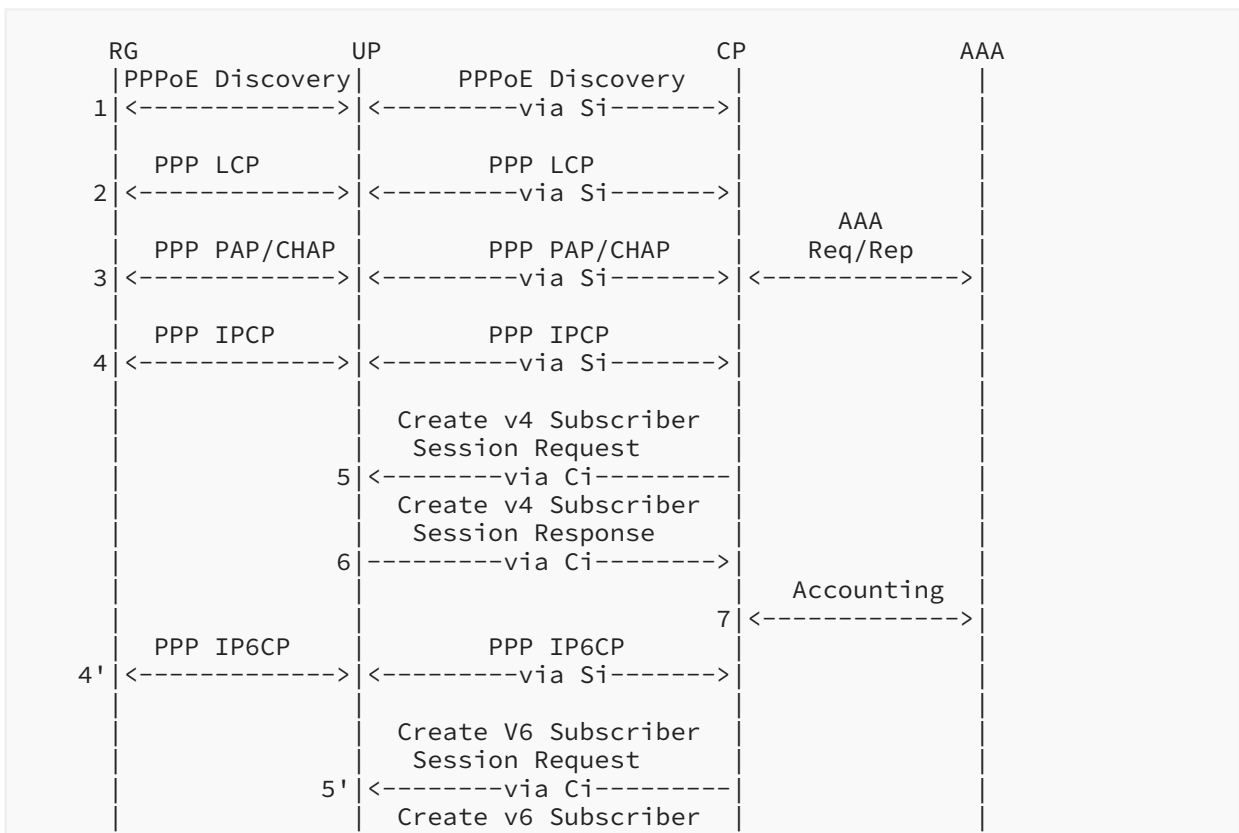 RG UP CP AAA
|PPPoE Discovery| PPPoE Discovery | |
1|<------------->|<---------via Si------->| |
| | | |
| PPP LCP | PPP LCP | |
2|<------------->|<---------via Si------->| |
| | | AAA |
| PPP PAP/CHAP | PPP PAP/CHAP | Req/Rep |
3|<------------->|<---------via Si------->|<------------->|
| | | |
| PPP IPCP | PPP IPCP | |
4|<------------->|<---------via Si------->| |
| | | |
| | Create v4 Subscriber | |
| | Session Request | |
| 5|<--------via Ci---------| |
| | Create v4 Subscriber | |
| | Session Response | |
| 6|---------via Ci-------->| |
| | | Accounting |
| | 7|<------------->|
| PPP IP6CP | PPP IP6CP | |
4'|<------------->|<---------via Si------->| |
| | | |
| | Create V6 Subscriber | |
| | Session Request | |
| 5'|<--------via Ci---------| |
| | Create v6 Subscriber | |